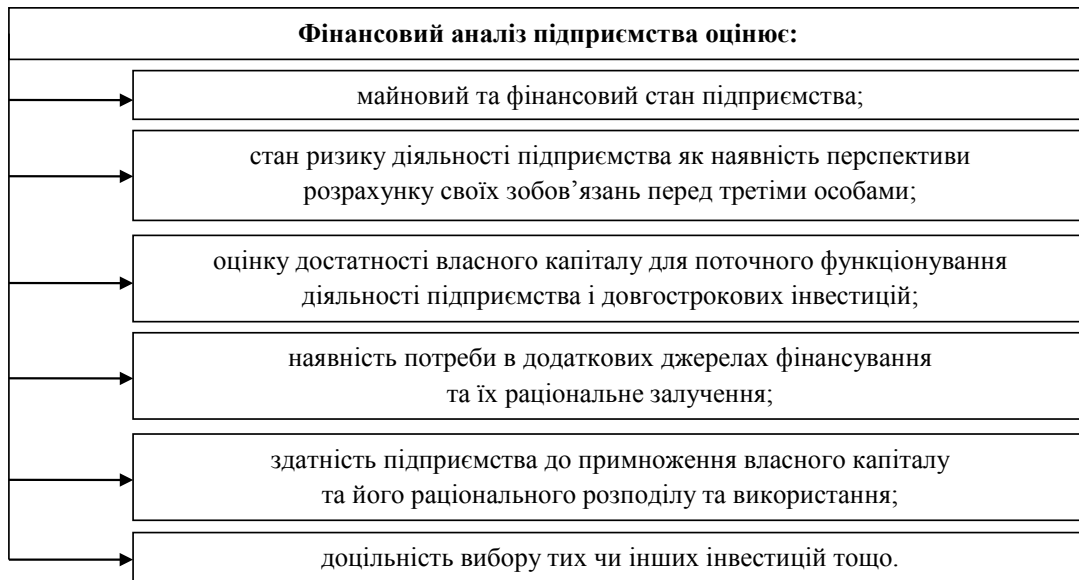 Фінансовий аналіз підприємства оцінює:
майновий та фінансовий стан підприємства;
стан ризику діяльності підприємства як наявність перспективи
розрахунку своїх зобов’язань перед третіми особами;
оцінку достатності власного капіталу для поточного функціонування
діяльності підприємства і довгострокових інвестицій;
наявність потреби в додаткових джерелах фінансування
та їх раціональне залучення;
здатність підприємства до примноження власного капіталу
та його раціонального розподілу та використання;
доцільність вибору тих чи інших інвестицій тощо.